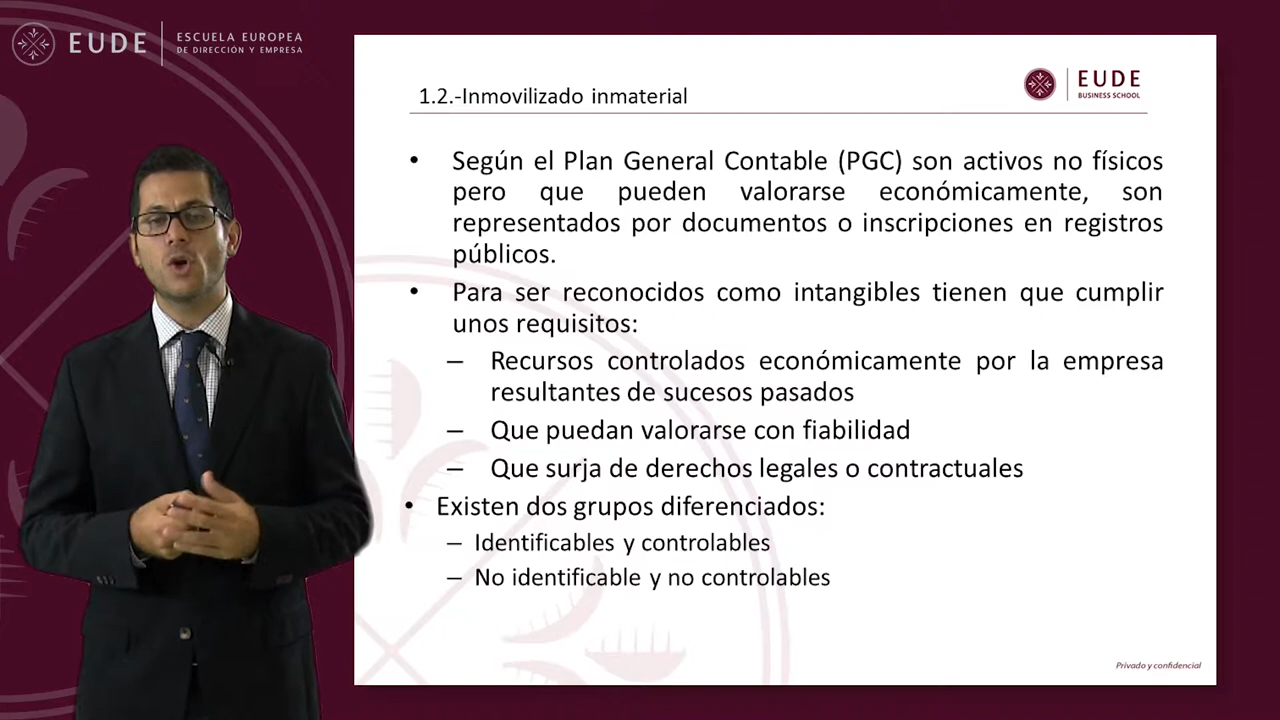 EUDE
ESCUELA EUROPEA
DE DIRECCIÓN Y EMPRESA
1.2.-Inmovilizado inmaterial
EUDE
BUSINESS SCHOOL
• Según el Plan General Contable (PGC) son activos no físicos
pero que pueden valorarse económicamente, son
representados por documentos o inscripciones en registros
públicos.
• Para ser reconocidos como intangibles tienen que cumplir
unos requisitos:
– Recursos controlados económicamente por la empresa
resultantes de sucesos pasados
– Que puedan valorarse con fiabilidad
– Que surja de derechos legales o contractuales
• Existen dos grupos diferenciados:
– Identificables y controlables
– No identificable y no controlables
Privado y confidencial